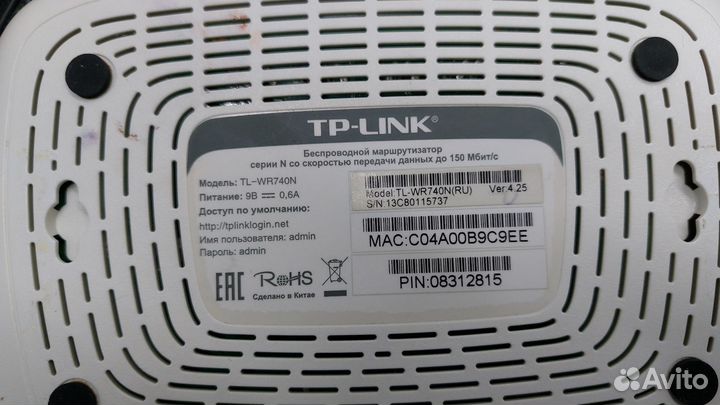 TP-LINK®
Беспроводной маршрутизатор
серии N со скоростью передачи данных до 150 Мбит/с
Модель: TL-WR740N
Питание: 9В ⎓ 0,6А
Доступ по умолчанию:
http://tplinklogin.net
Имя пользователя: admin
Пароль: admin
EAC RoHS
Сделано в Китае
Model:TL-WR740N(RU) Ver:4.25
S/N:13C80115737
MAC:C04A00B9C9EE
PIN:08312815
Avito